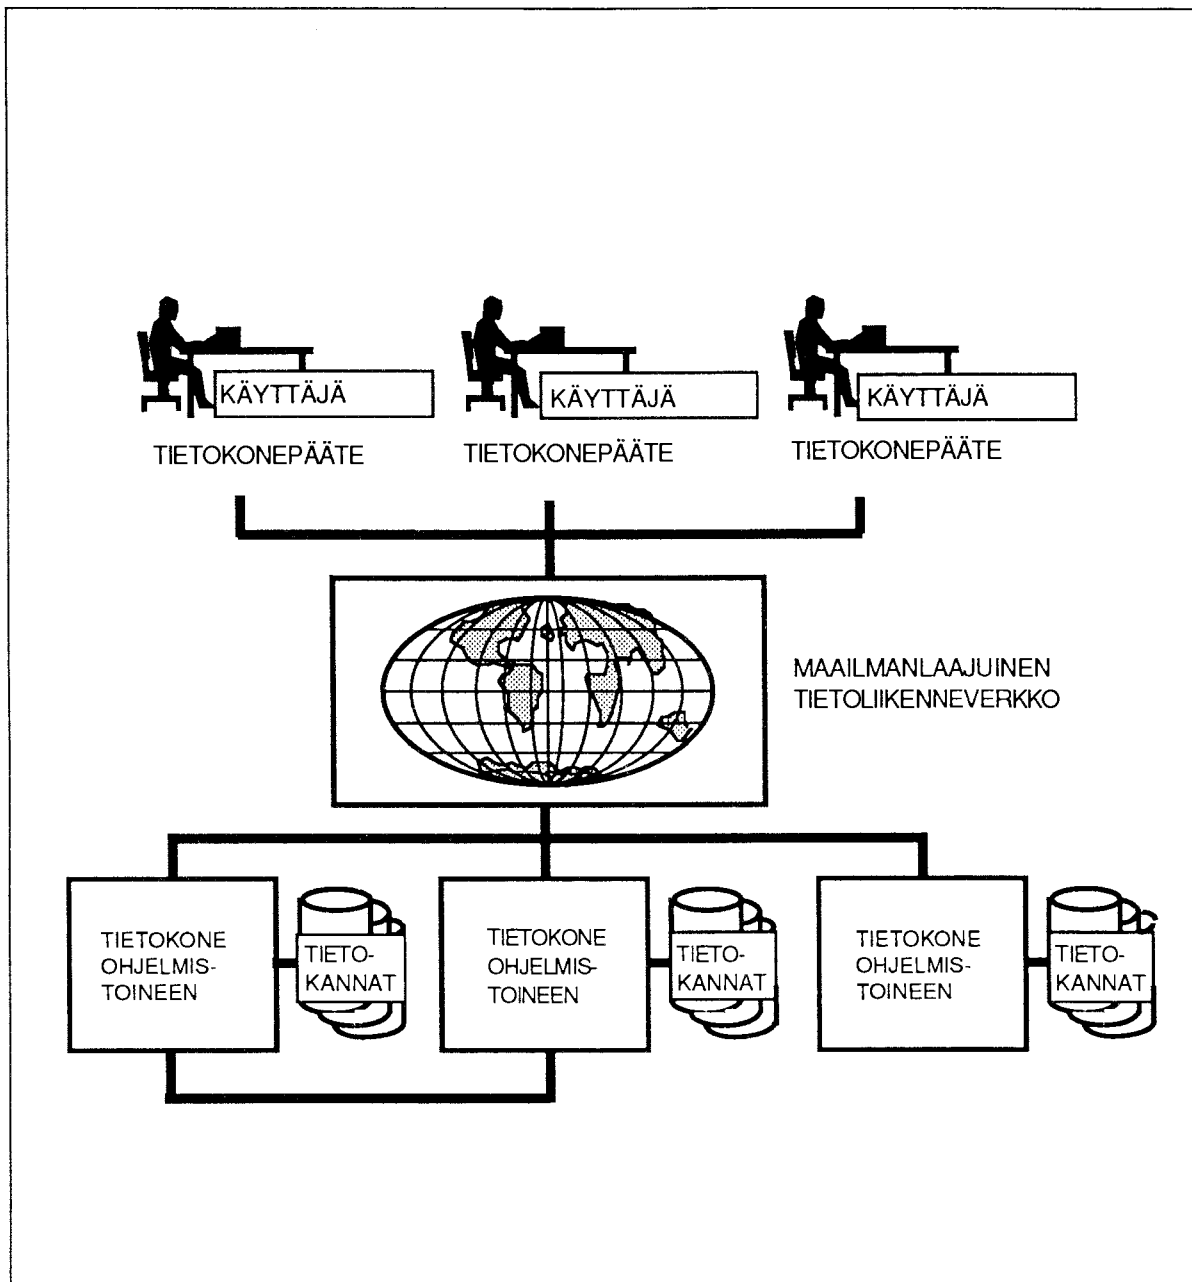 KÄYTTÄJÄ
KÄYTTÄJÄ
KÄYTTÄJÄ
TIETOKONEPÄÄTE
TIETOKONEPÄÄTE
TIETOKONEPÄÄTE
MAAILMANLAAJUINEN
TIETOLIIKENNEVERKKO
TIETOKONE
OHJELMIS-
TOINEEN
TIETO-
KANNAT
TIETOKONE
OHJELMIS-
TOINEEN
TIETO-
KANNAT
TIETOKONE
OHJELMIS-
TOINEEN
TIETO-
KANNAT